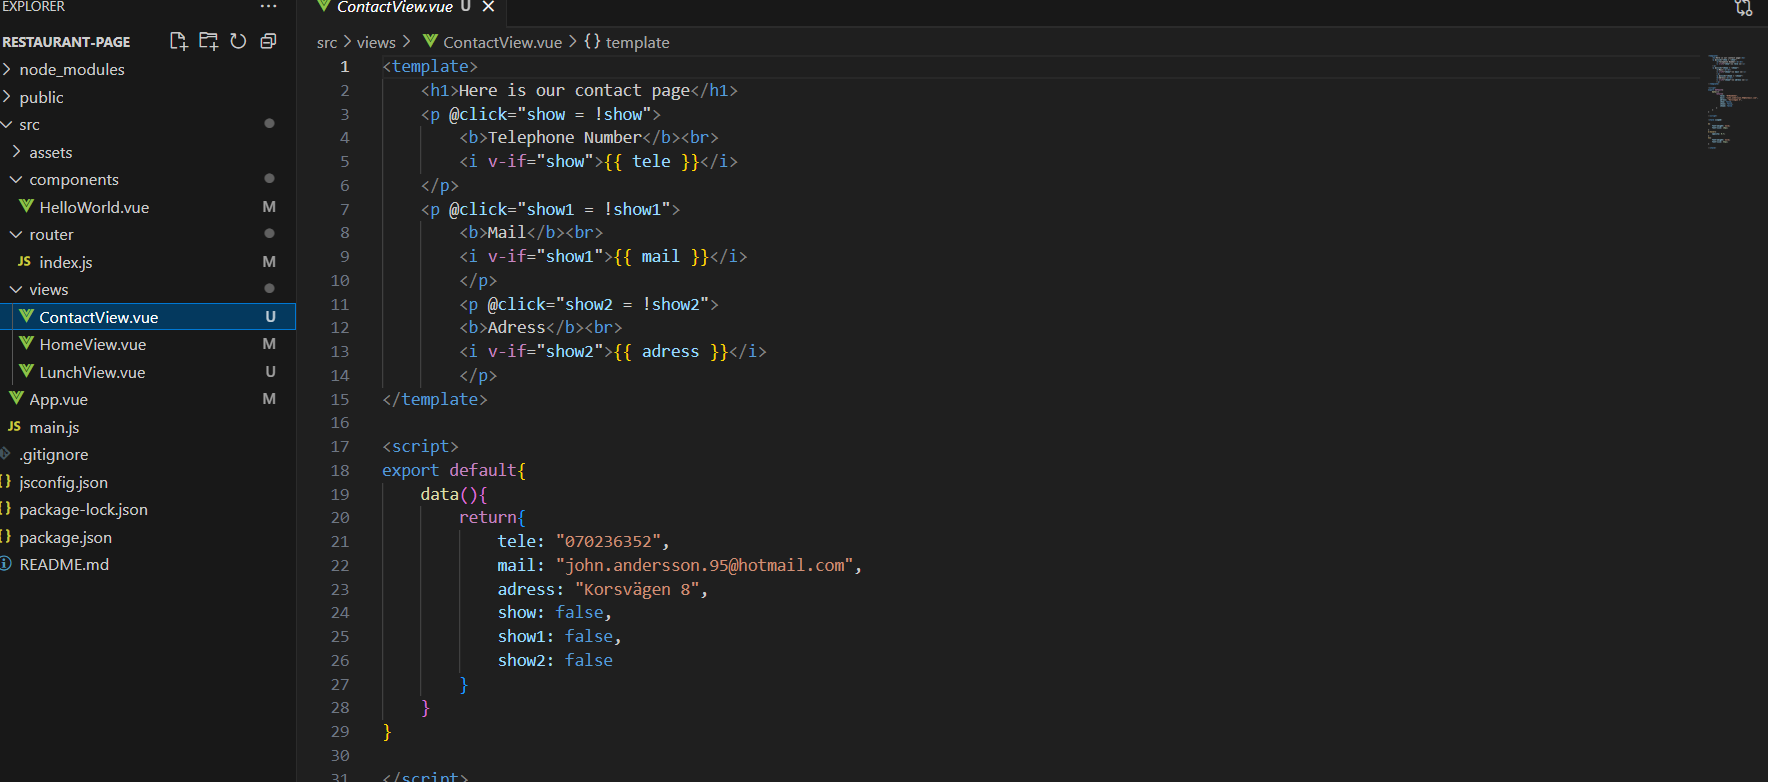 EXPLORER
RESTAURANT-PAGE
node_modules
public
src
assets
components
HelloWorld.vue M
router
JS index.js M
views
ContactView.vue U
HomeView.vue M
LunchView.vue U
App.vue M
JS main.js
.gitignore
{} jsconfig.json
{} package-lock.json
{} package.json
README.md
ContactView.vue U
src > views > ContactView.vue > {} template
1 <template>
2 <h1>Here is our contact page</h1>
3 <p @click="show = !show">
4 <b>Telephone Number</b><br>
5 <i v-if="show">{{ tele }}</i>
6 </p>
7 <p @click="show1 = !show1">
8 <b>Mail</b><br>
9 <i v-if="show1">{{ mail }}</i>
10 </p>
11 <p @click="show2 = !show2">
12 <b>Adress</b><br>
13 <i v-if="show2">{{ adress }}</i>
14 </p>
15 </template>
16
17 <script>
18 export default{
19 data(){
20 return{
21 tele: "070236352",
22 mail: "john.andersson.95@hotmail.com",
23 adress: "Korsvägen 8",
24 show: false,
25 show1: false,
26 show2: false
27 }
28 }
29 }
30
31 </script>